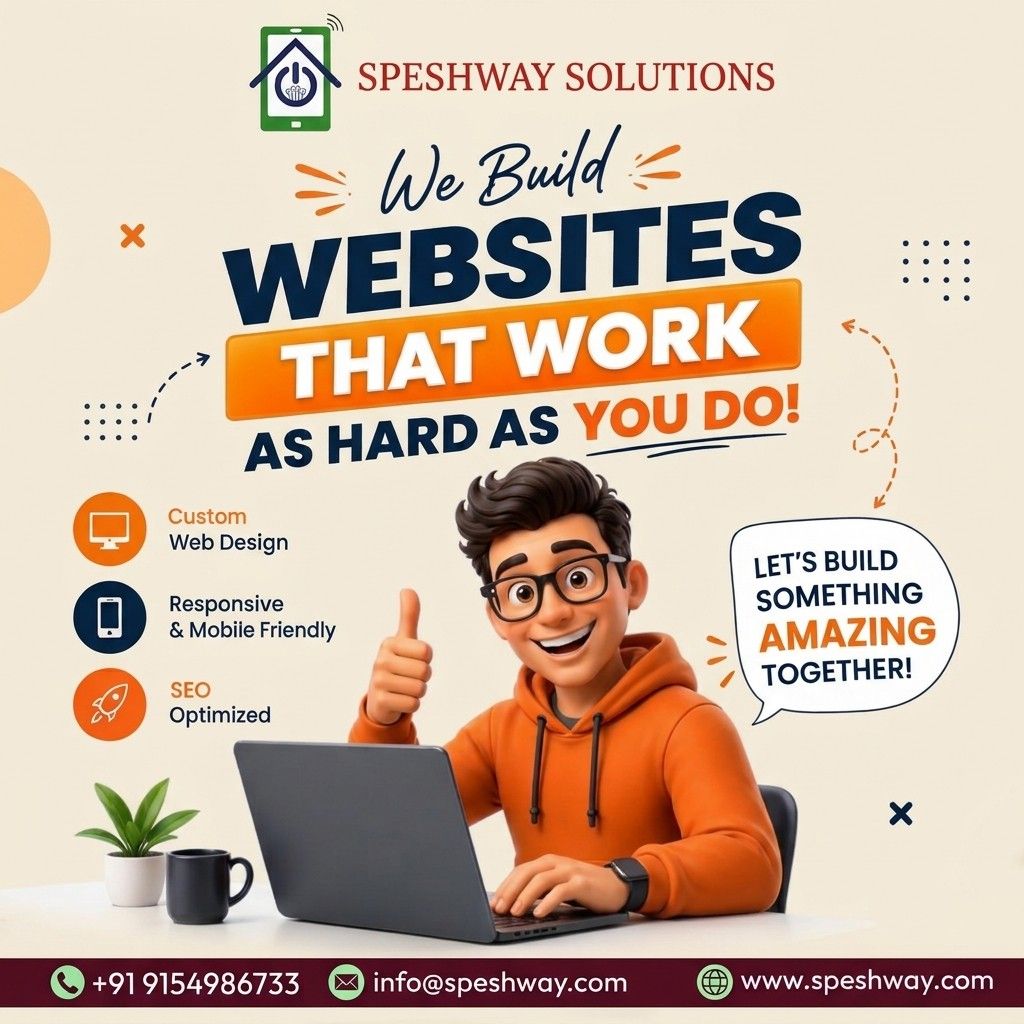 SPESHWAY SOLUTIONS
We Build
WEBSITES
THAT WORK
AS HARD AS YOU DO!
Custom
Web Design
Responsive
& Mobile Friendly
SEO
Optimized
LET'S BUILD
SOMETHING
AMAZING
TOGETHER!
+91 9154986733
info@speshway.com
www.speshway.com